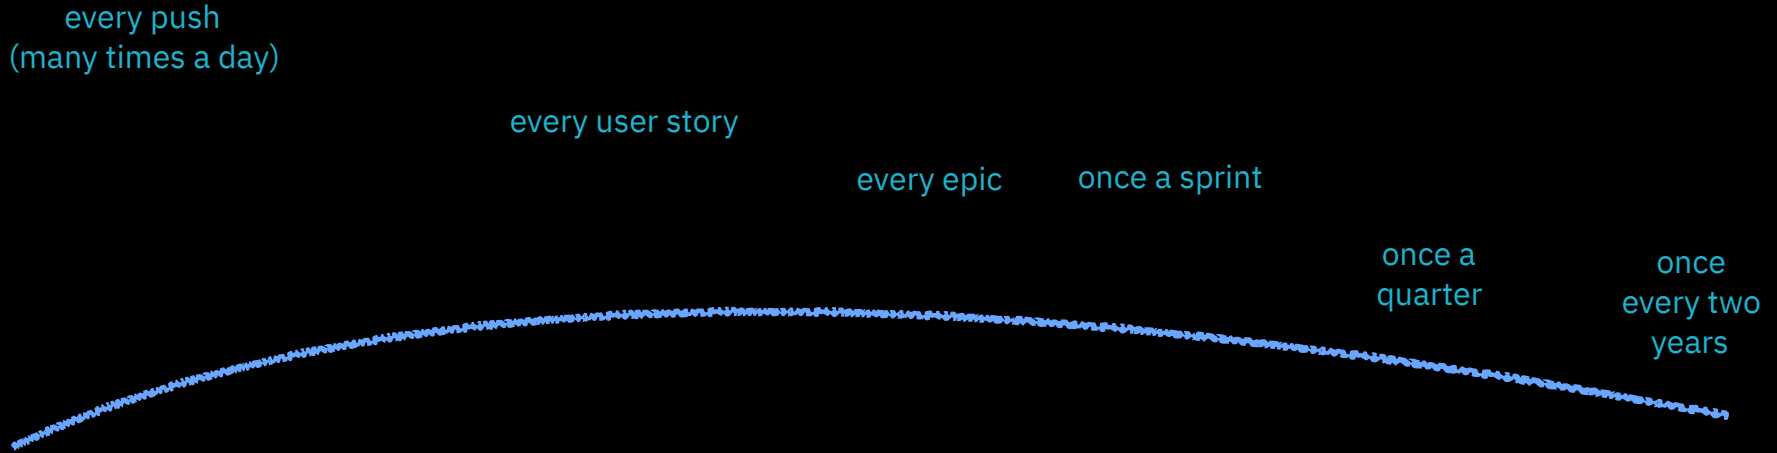 every push
(many times a day)
every user story
every epic
once a sprint
once a
quarter
once
every two
years